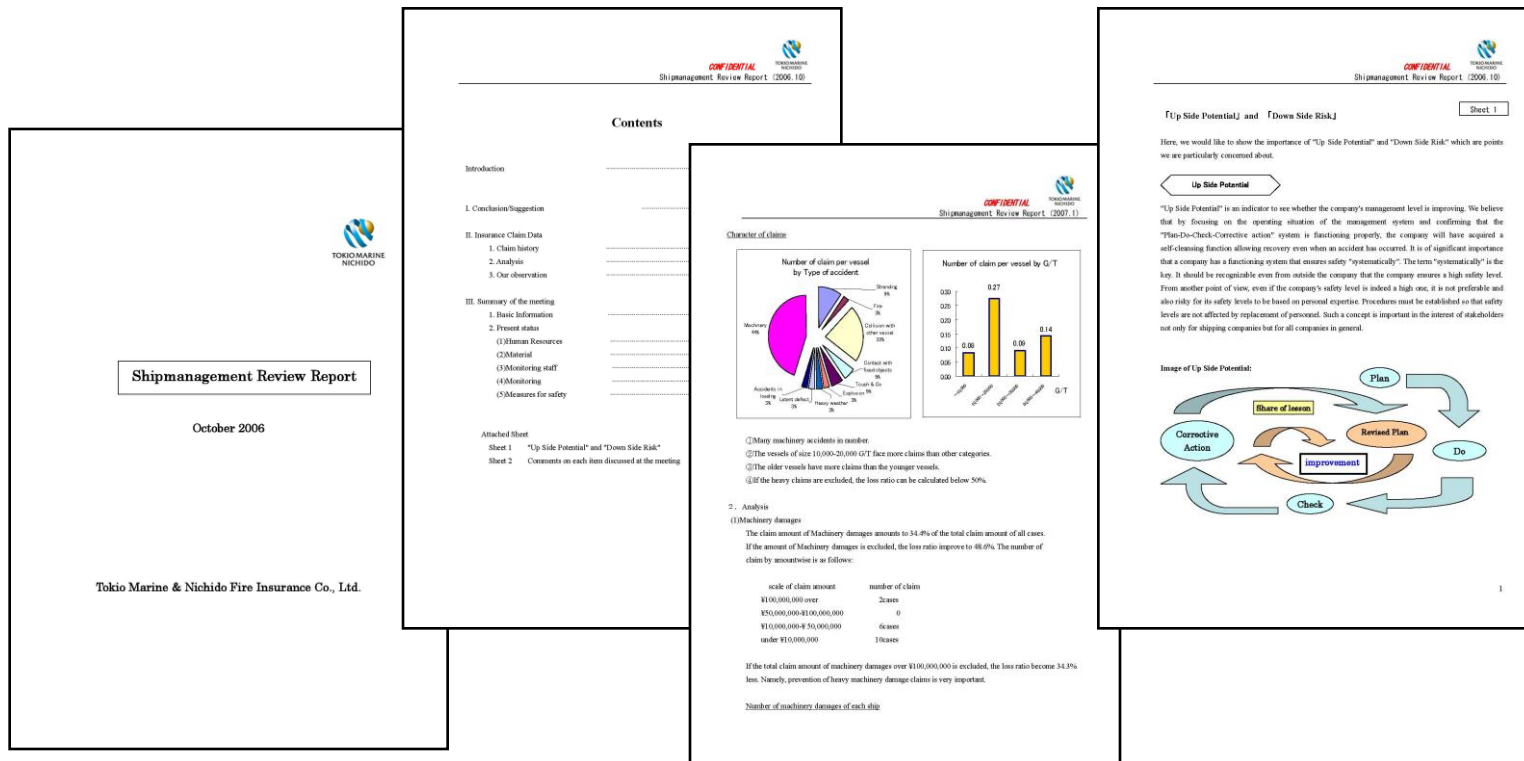 TOKIO MARINE
NICHIDO
Shipmanagement Review Report
October 2006
Tokio Marine & Nichido Fire Insurance Co., Ltd.
CONFIDENTIAL
TOKIO MARINE
NICHIDO
Shipmanagement Review Report (2006.10)
Contents
Introduction
I. Conclusion/Suggestion
II. Insurance Claim Data
1. Claim history
2. Analysis
3. Our observation
III. Summary of the meeting
1. Basic Information
2. Present status
(1)Human Resources
(2)Material
(3)Monitoring staff
(4)Monitoring
(5)Measures for safety
Attached Sheet
Sheet 1 "Up Side Potential" and "Down Side Risk"
Sheet 2 Comments on each item discussed at the meeting
CONFIDENTIAL
TOKIO MARINE
NICHIDO
Shipmanagement Review Report (2007.1)
Character of claims
Number of claim per vessel
by Type of accident
Stranding
Fire
Collision with
other vessel
Contact with
fixed objects
Touch & Go
Explosion
Heavy weather
Latent defect
Accidents in
loading
Machinery
Number of claim per vessel by G/T
0.30
0.25
0.20
0.15
0.10
0.05
0.00
0.08
0.27
0.09
0.14
G/T
①Many machinery accidents in number.
②The vessels of size 10,000-20,000 G/T face more claims than other categories.
③The older vessels have more claims than the younger vessels.
④If the heavy claims are excluded, the loss ratio can be calculated below 50%.
2. Analysis
(1)Machinery damages
The claim amount of Machinery damages amounts to 34.4% of the total claim amount of all cases.
If the amount of Machinery damages is excluded, the loss ratio improve to 48.6%. The number of
claim by amountwise is as follows:
scale of claim amount number of claim
¥100,000,000 over 2cases
¥50,000,000-¥100,000,000 0
¥10,000,000-¥ 50,000,000 6cases
under ¥10,000,000 10cases
If the total claim amount of machinery damages over ¥100,000,000 is excluded, the loss ratio become 34.3%
less. Namely, prevention of heavy machinery damage claims is very important.
Number of machinery damages of each ship
CONFIDENTIAL
TOKIO MARINE
NICHIDO
Shipmanagement Review Report (2006.10)
Sheet 1
「Up Side Potential」 and 「Down Side Risk」
Here, we would like to show the importance of "Up Side Potential" and "Down Side Risk" which are points
we are particularly concerned about.
Up Side Potential
"Up Side Potential" is an indicator to see whether the company's management level is improving. We believe
that by focusing on the operating situation of the management system and confirming that the
"Plan-Do-Check-Corrective action" system is functioning properly, the company will have acquired a
self-cleansing function allowing recovery even when an accident has occurred. It is of significant importance
that a company has a functioning system that ensures safety "systematically". The term "systematically" is the
key. It should be recognizable even from outside the company that the company ensures a high safety level.
From another point of view, even if the company's safety level is indeed a high one, it is not preferable and
also risky for its safety levels to be based on personal expertise. Procedures must be established so that safety
levels are not affected by replacement of personnel. Such a concept is important in the interest of stakeholders
not only for shipping companies but for all companies in general.
Image of Up Side Potential:
Plan
Share of lesson
Corrective
Action
Revised Plan
Do
improvement
Check
1